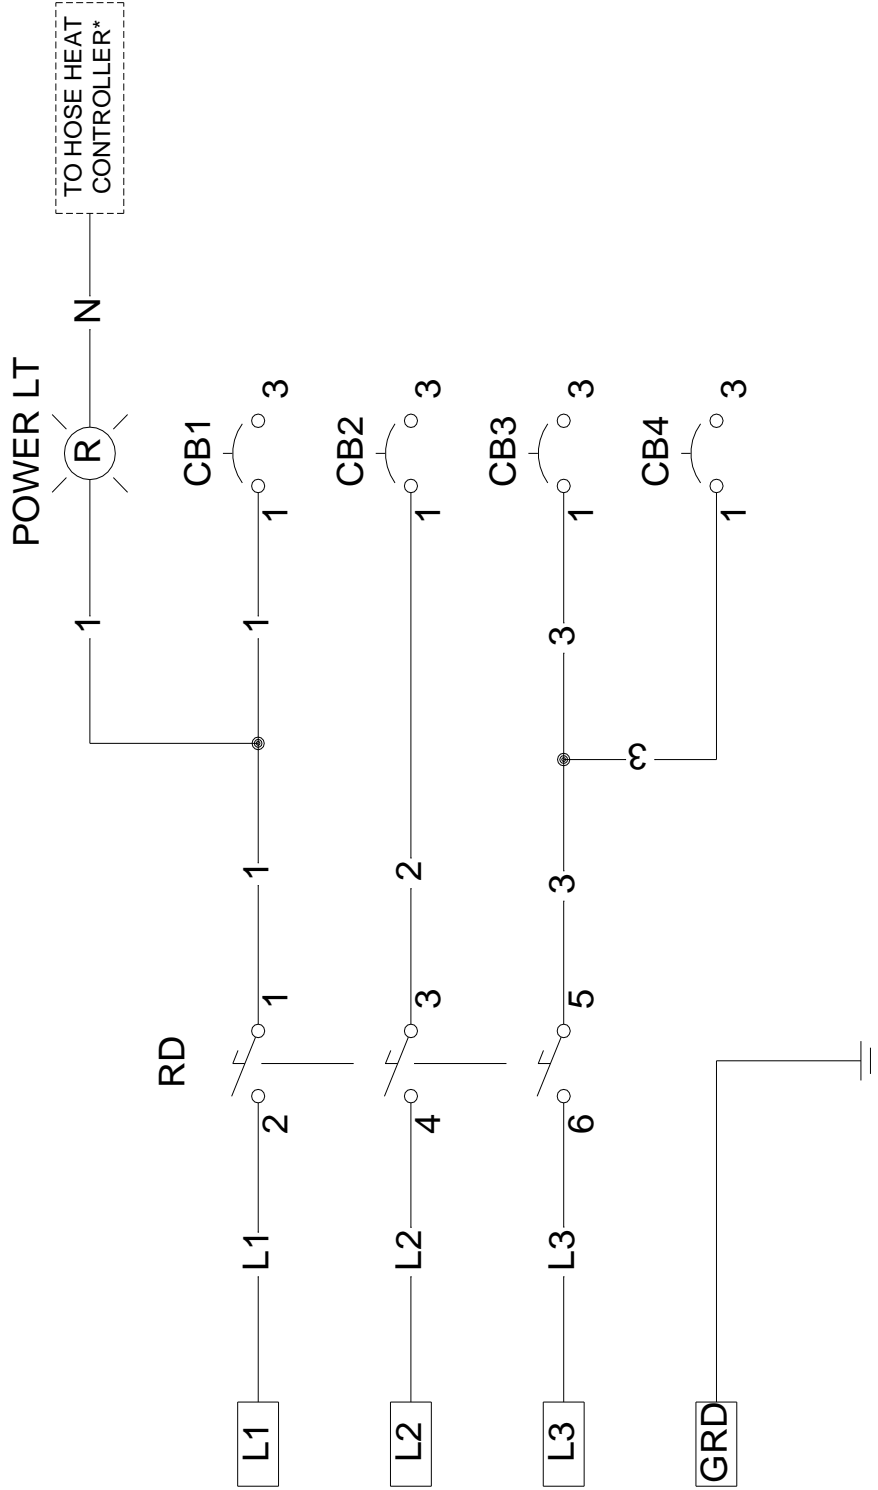 POWER LT
TO HOSE HEAT
CONTROLLER*
1 R N
RD
CB1
L1 L1 1 1
2 1 1 3
CB2
L2 L2 2
4 3 1 3
CB3
L3 L3 3 3
6 5 1 3
3
CB4
GRD
1 3